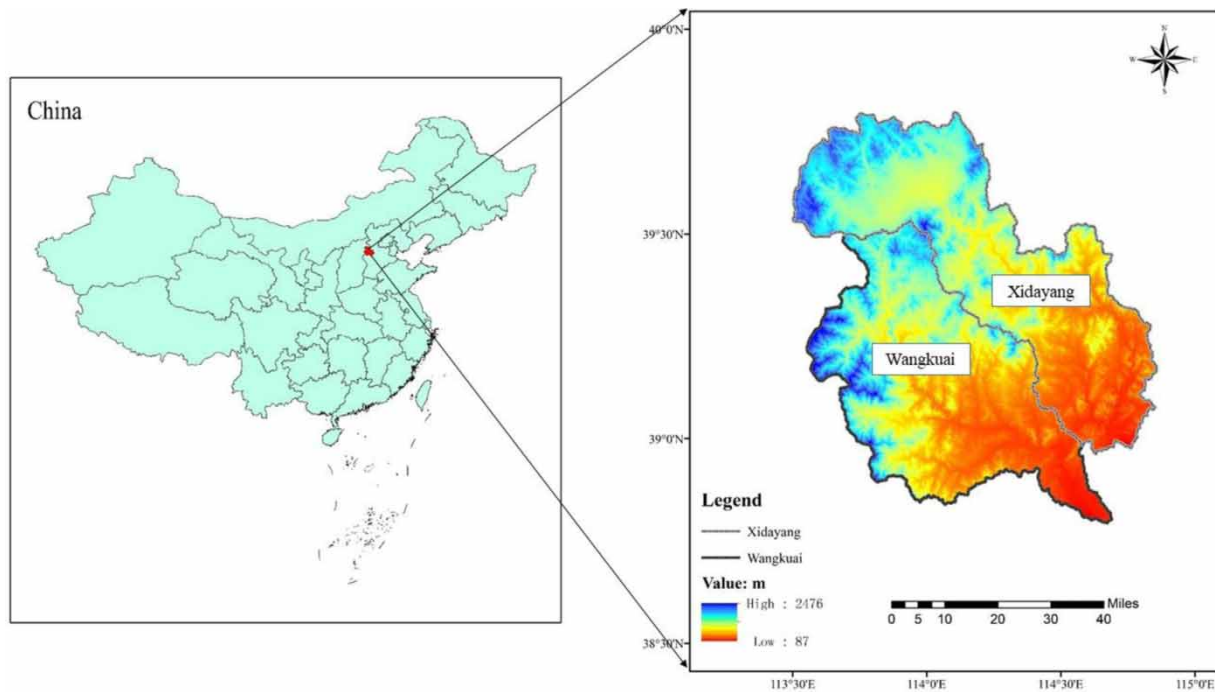 China
40°0'N
39°30'N
39°0'N
38°30'N
N
W
E
S
Xidayang
Wangkuai
Legend
Xidayang
Wangkuai
Value: m
High : 2476
Low : 87
Miles
0 5 10 20 30 40
113°30'E
114°0'E
114°30'E
115°0'E